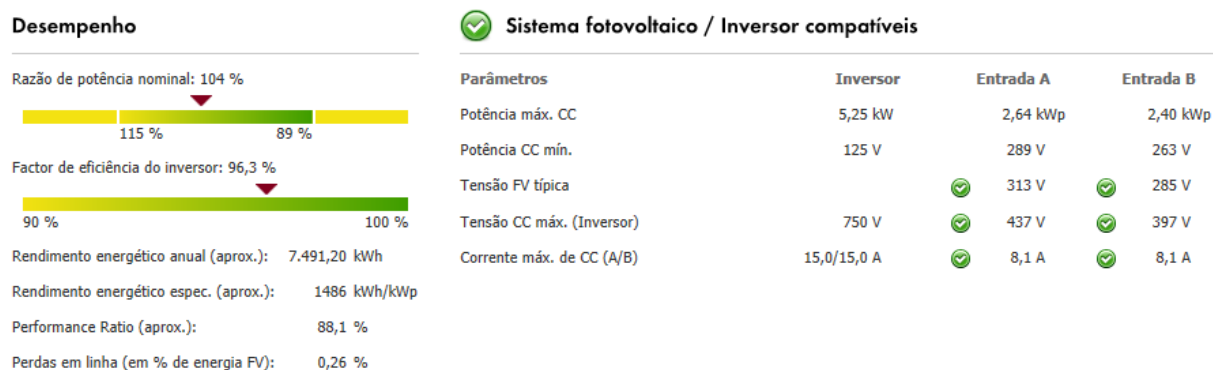 Desempenho
Razão de potência nominal: 104 %
115 % 89 %
Factor de eficiência do inversor: 96,3 %
90 % 100 %
Rendimento energético anual (aprox.): 7.491,20 kWh
Rendimento energético espec. (aprox.): 1486 kWh/kWp
Performance Ratio (aprox.): 88,1 %
Perdas em linha (em % de energia FV): 0,26 %
Sistema fotovoltaico / Inversor compatíveis
Parâmetros Inversor Entrada A Entrada B
Potência máx. CC 5,25 kW 2,64 kWp 2,40 kWp
Potência CC mín. 125 V 289 V 263 V
Tensão FV típica 313 V 285 V
Tensão CC máx. (Inversor) 750 V 437 V 397 V
Corrente máx. de CC (A/B) 15,0/15,0 A 8,1 A 8,1 A